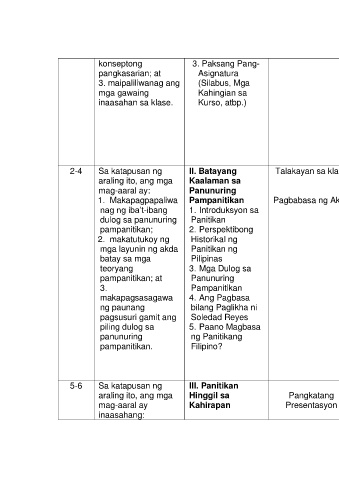 konseptong
pangkasarian; at
3. maipaliliwanag ang
mga gawaing
inaasahan sa klase.
3. Paksang Pang-
Asignatura
(Silabus, Mga
Kahingian sa
Kurso, atbp.)
2-4
Sa katapusan ng
araling ito, ang mga
mag-aaral ay:
1. Makapagpapaliwa
nag ng iba't-ibang
dulog sa panunuring
pampanitikan;
2. makatutukoy ng
mga layunin ng akda
batay sa mga
teoryang
pampanitikan; at
3.
makapagsasagawa
ng paunang
pagsusuri gamit ang
piling dulog sa
panunuring
pampanitikan.
II. Batayang
Kaalaman sa
Panunuring
Pampanitikan
1. Introduksyon sa
Panitikan
2. Perspektibong
Historikal ng
Panitikan ng
Pilipinas
3. Mga Dulog sa
Panunuring
Pampanitikan
4. Ang Pagbasa
bilang Paglikha ni
Soledad Reyes
5. Paano Magbasa
ng Panitikang
Filipino?
Talakayan sa kla
Pagbabasa ng Ak
5-6
Sa katapusan ng
araling ito, ang mga
mag-aaral ay
inaasahang:
III. Panitikan
Hinggil sa
Kahirapan
Pangkatang
Presentasyon